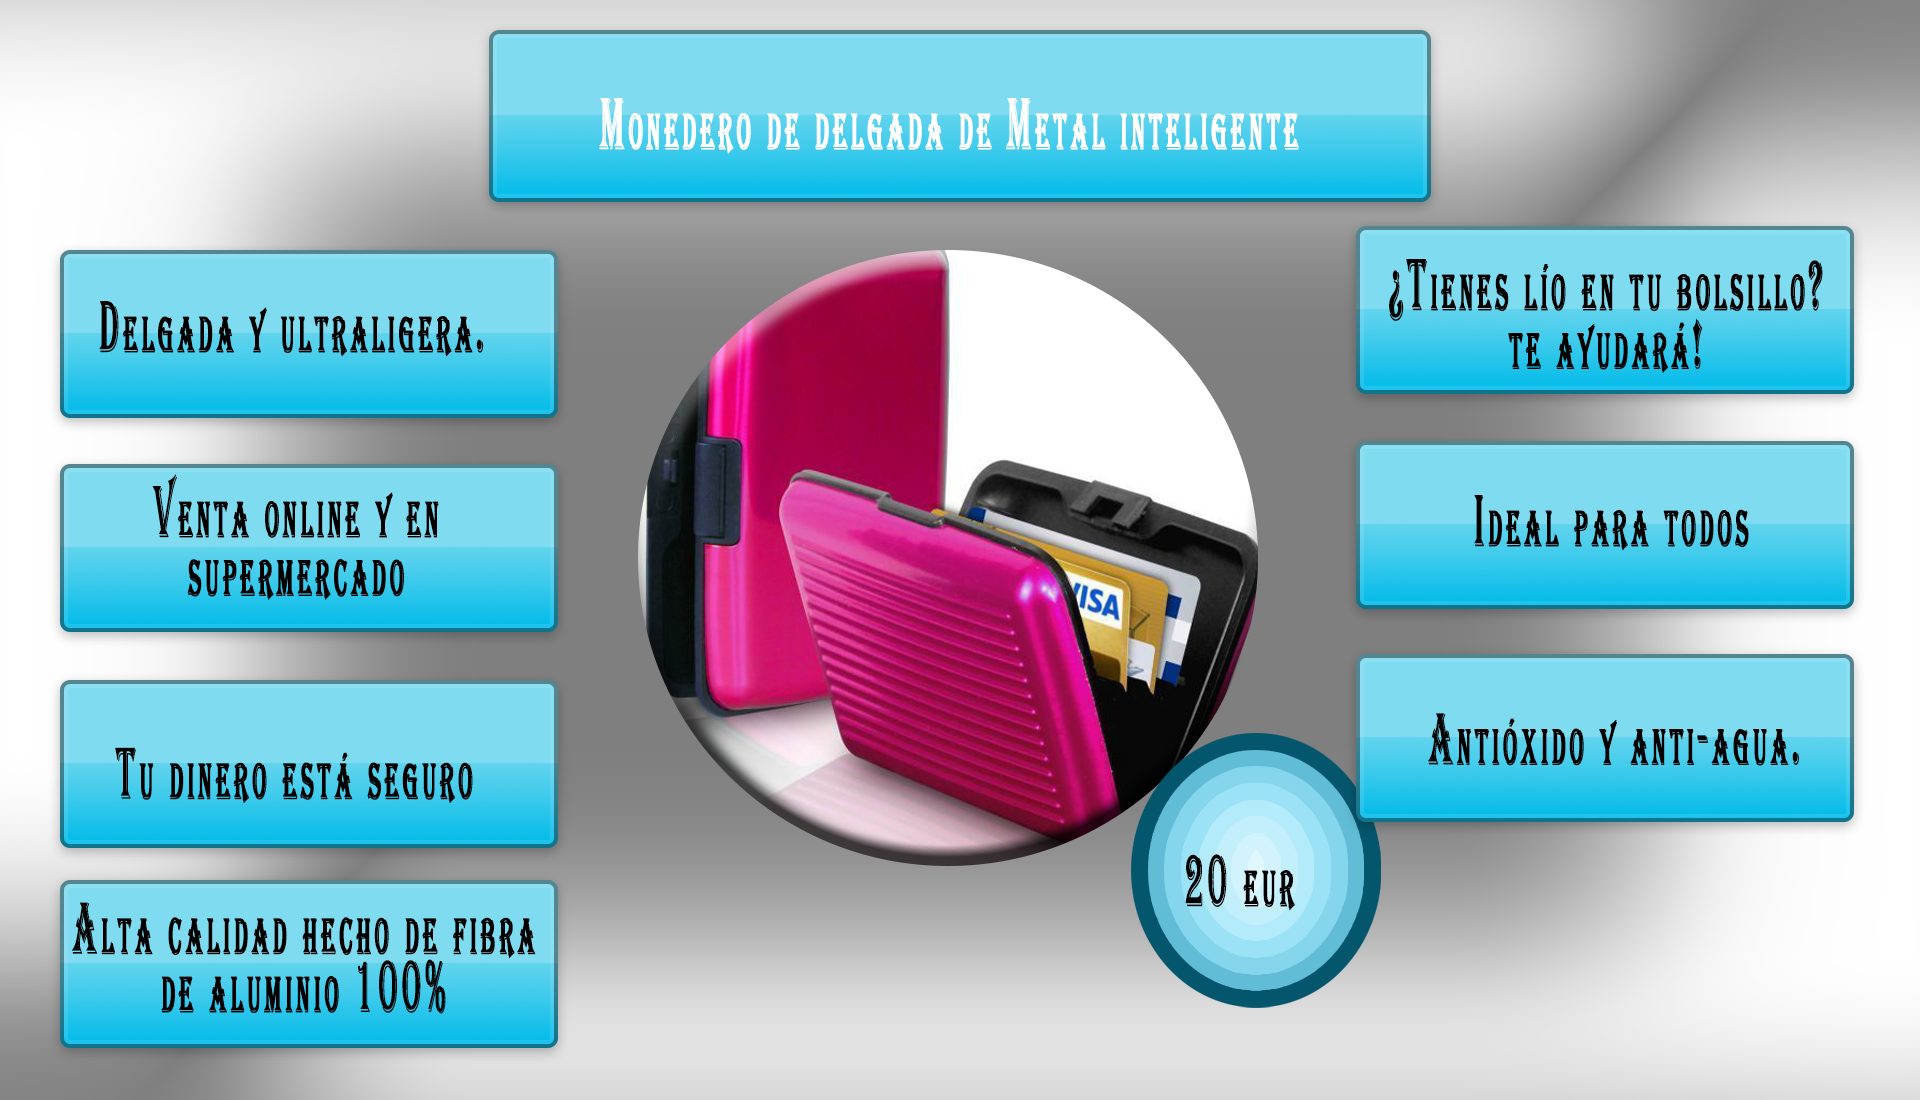 Monedero de delgada de Metal inteligente
Delgada y ultraligera.
Venta online y en
supermercado
Tu dinero está seguro
Alta calidad hecho de fibra
de aluminio 100%
VISA
20 eur
¿Tienes lío en tu bolsillo?
te ayudará!
Ideal para todos
Antióxido y anti-agua.